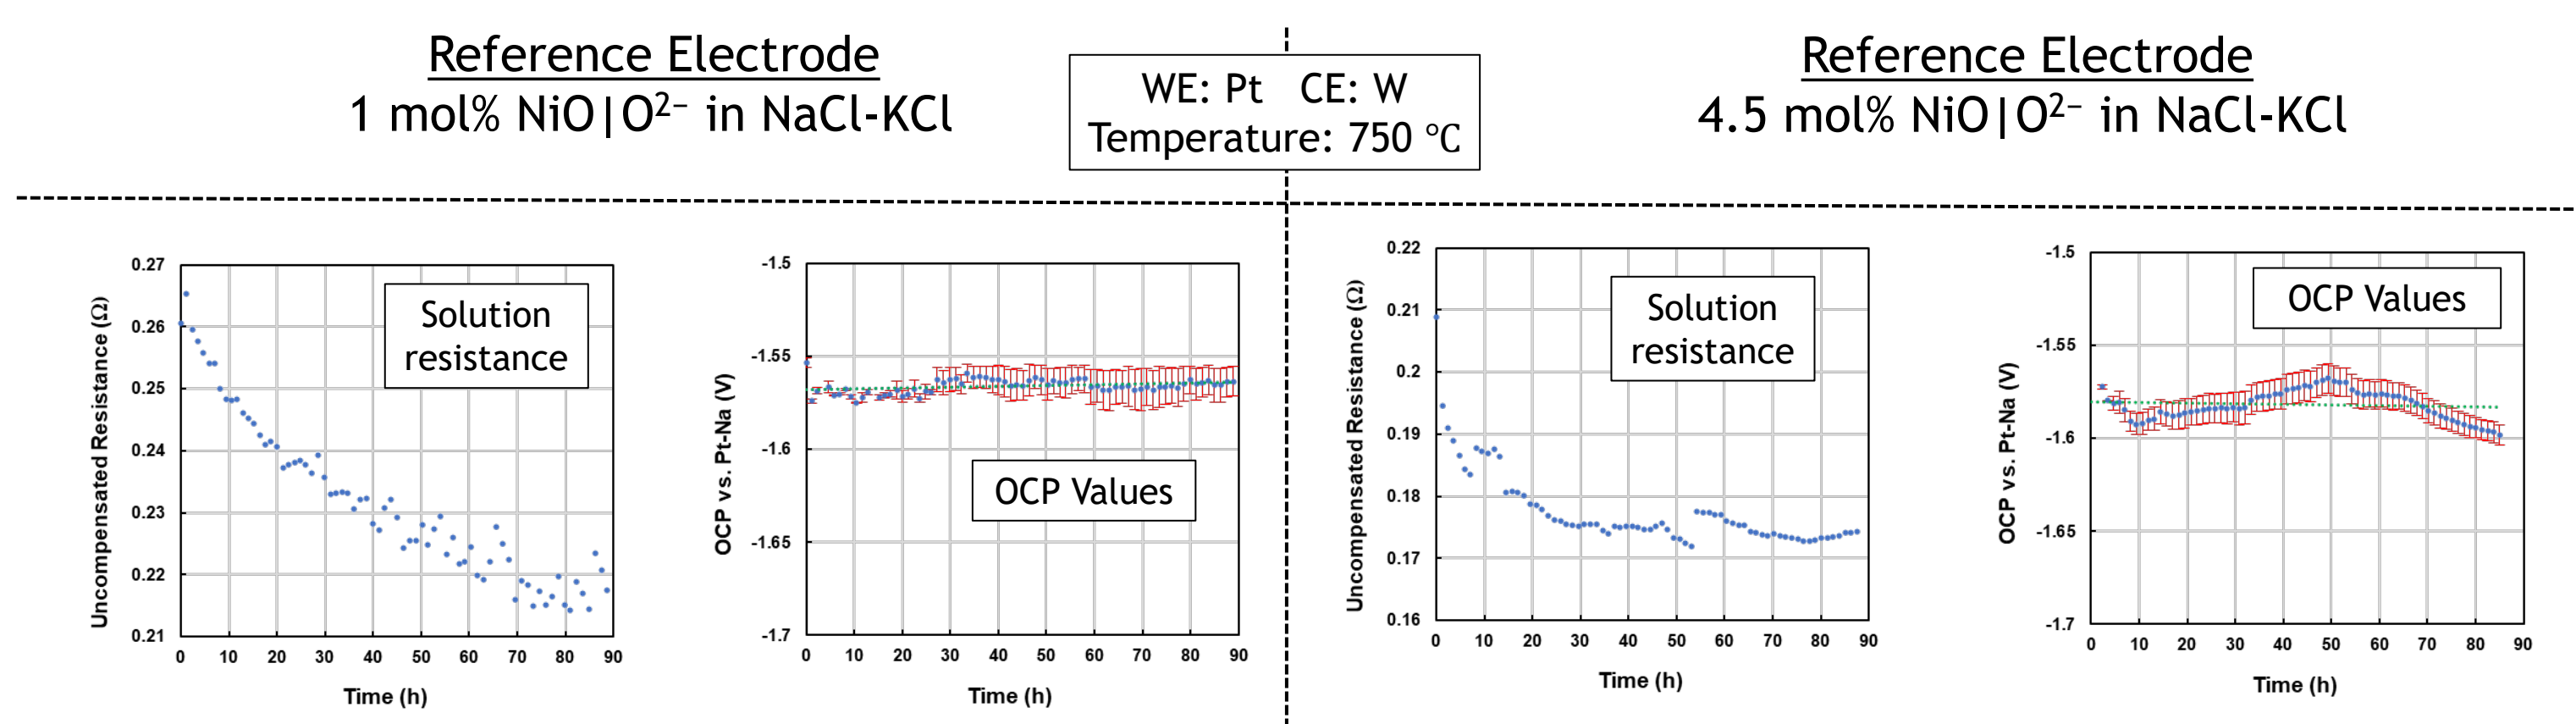 Reference Electrode
1 mol% NiO|O²⁻ in NaCl-KCl
WE: Pt CE: W
Temperature: 750 °C
Reference Electrode
4.5 mol% NiO|O²⁻ in NaCl-KCl
Uncompensated Resistance (Ω)
0.27
0.26
0.25
0.24
0.23
0.22
0.21
Solution
resistance
0 10 20 30 40 50 60 70 80 90
Time (h)
OCP vs. Pt-Na (V)
-1.5
-1.55
-1.6
-1.65
-1.7
OCP Values
0 10 20 30 40 50 60 70 80 90
Time (h)
Uncompensated Resistance (Ω)
0.22
0.21
0.2
0.19
0.18
0.17
0.16
Solution
resistance
0 10 20 30 40 50 60 70 80 90
Time (h)
OCP vs. Pt-Na (V)
-1.5
-1.55
-1.6
-1.65
-1.7
OCP Values
0 10 20 30 40 50 60 70 80 90
Time (h)